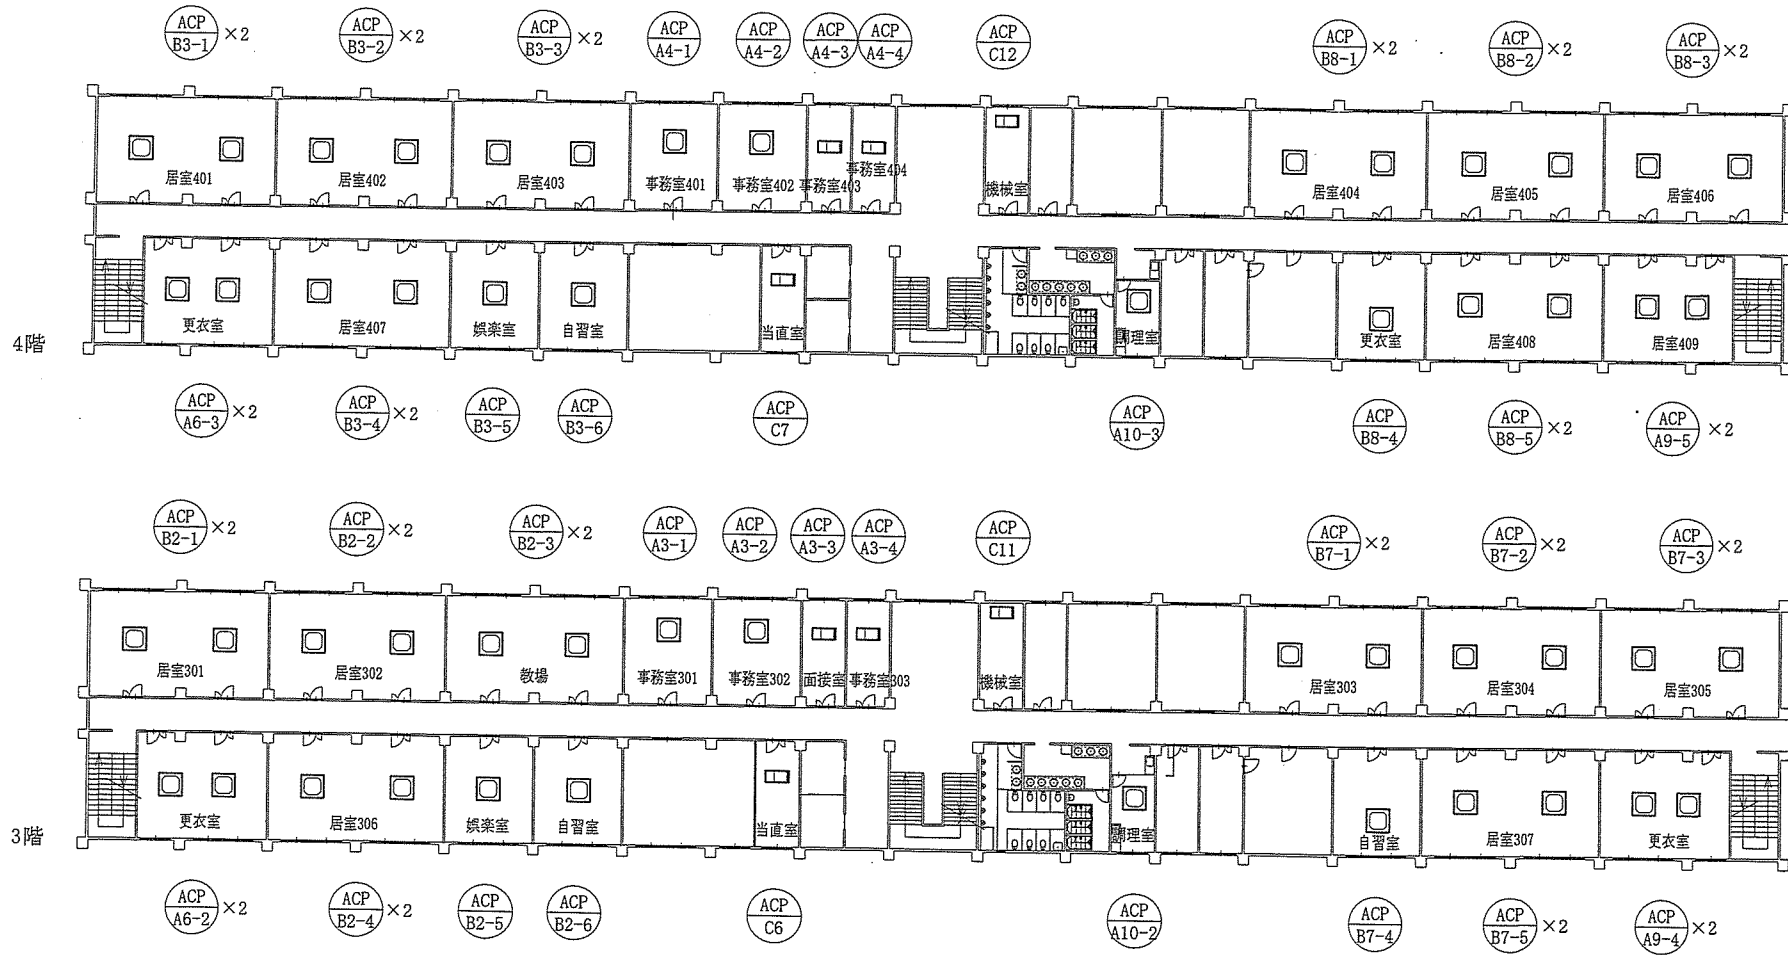 ACP
B3-1
×2
ACP
B3-2
×2
ACP
B3-3
×2
ACP
A4-1
ACP
A4-2
ACP
A4-3
ACP
A4-4
ACP
C12
ACP
B8-1
×2
ACP
B8-2
×2
ACP
B8-3
×2
居室401
居室402
居室403
事務室401
事務室402
事務室403
事務室404
機械室
居室404
居室405
居室406
4階
更衣室
居室407
娯楽室
自習室
当直室
調理室
更衣室
居室408
居室409
ACP
A6-3
×2
ACP
B3-4
×2
ACP
B3-5
ACP
B3-6
ACP
C7
ACP
A10-3
ACP
B8-4
ACP
B8-5
×2
ACP
A9-5
×2
ACP
B2-1
×2
ACP
B2-2
×2
ACP
B2-3
×2
ACP
A3-1
ACP
A3-2
ACP
A3-3
ACP
A3-4
ACP
C11
ACP
B7-1
×2
ACP
B7-2
×2
ACP
B7-3
×2
居室301
居室302
教場
事務室301
事務室302
面接室
事務室303
機械室
居室303
居室304
居室305
3階
更衣室
居室306
娯楽室
自習室
当直室
調理室
自習室
居室307
更衣室
ACP
A6-2
×2
ACP
B2-4
×2
ACP
B2-5
ACP
B2-6
ACP
C6
ACP
A10-2
ACP
B7-4
ACP
B7-5
×2
ACP
A9-4
×2